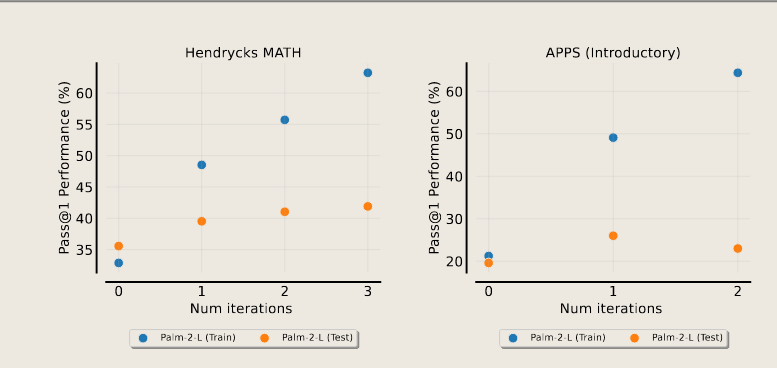 Hendrycks MATH
Pass@1 Performance (%)
60
55
50
45
40
35
0 1 2 3
Num iterations
Palm-2-L (Train) Palm-2-L (Test)
APPS (Introductory)
Pass@1 Performance (%)
60
50
40
30
20
0 1 2
Num iterations
Palm-2-L (Train) Palm-2-L (Test)